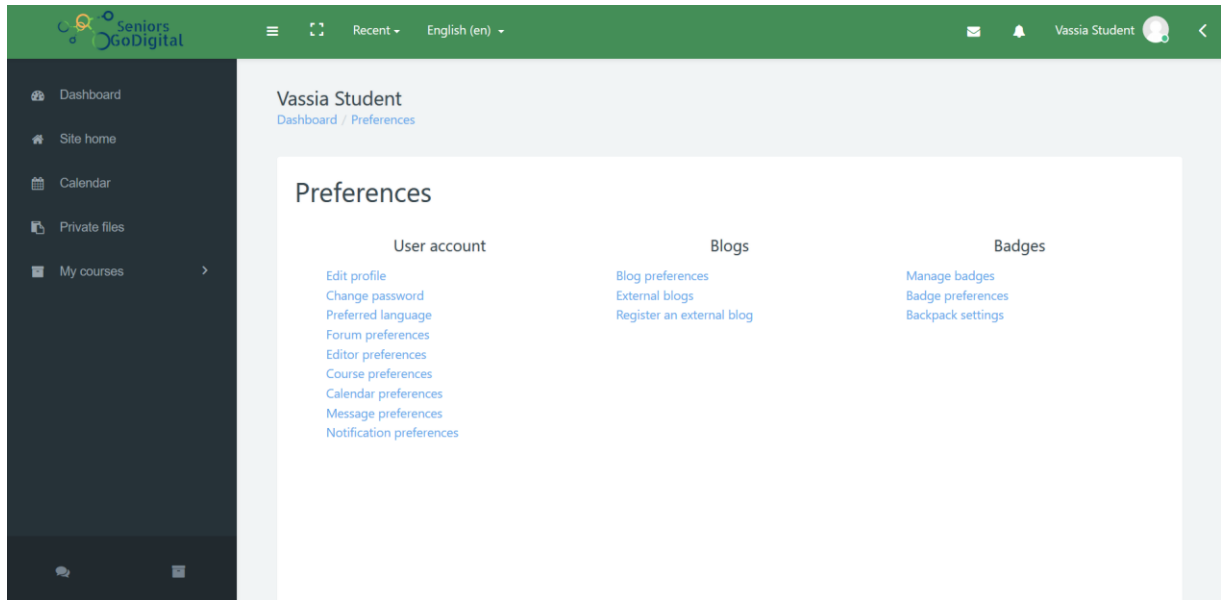 Seniors
GoDigital
Recent
English (en)
Vassia Student
Dashboard
Site home
Calendar
Private files
My courses
Vassia Student
Dashboard / Preferences
Preferences
User account
Edit profile
Change password
Preferred language
Forum preferences
Editor preferences
Course preferences
Calendar preferences
Message preferences
Notification preferences
Blogs
Blog preferences
External blogs
Register an external blog
Badges
Manage badges
Badge preferences
Backpack settings